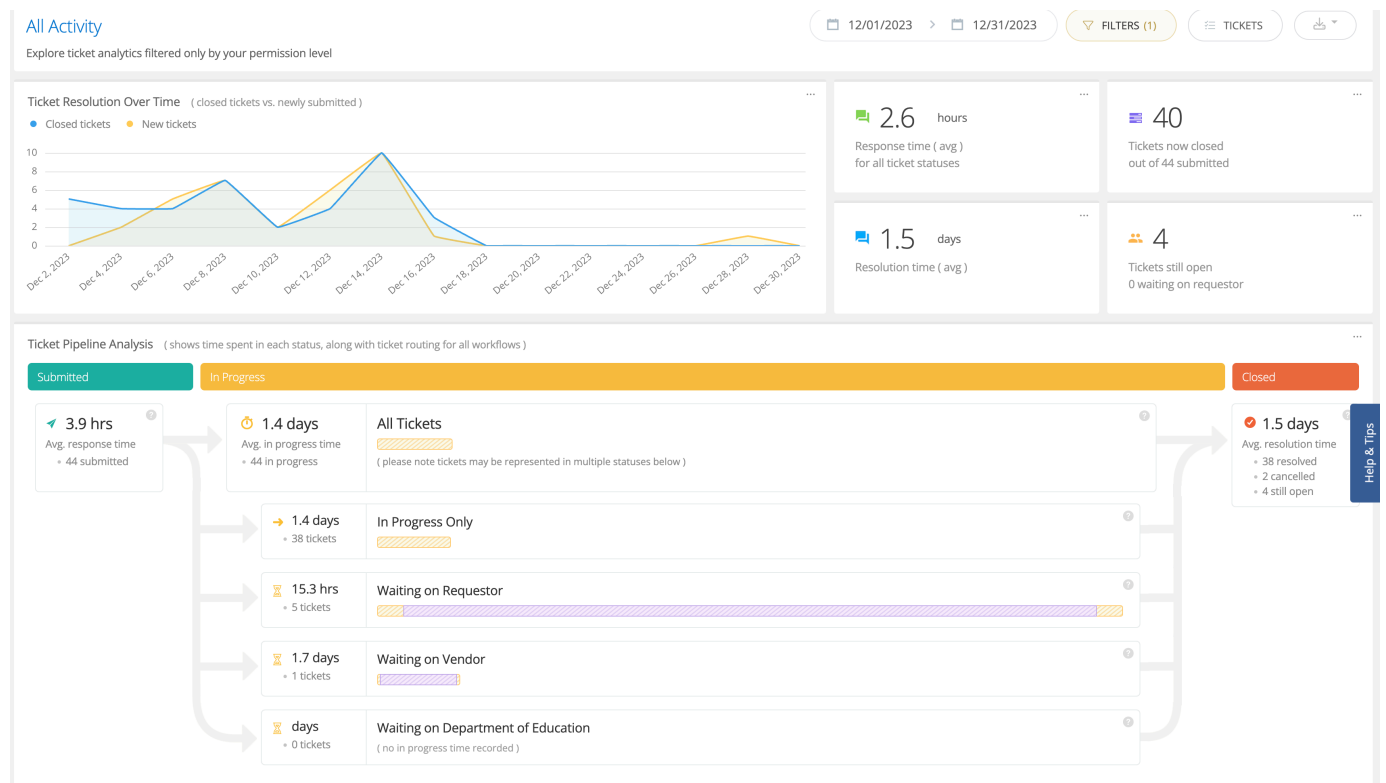 All Activity
12/01/2023 > 12/31/2023
FILTERS (1)
TICKETS
Explore ticket analytics filtered only by your permission level
Ticket Resolution Over Time ( closed tickets vs. newly submitted )
...
Closed tickets New tickets
10
8
6
4
2
0
Dec 2, 2023
Dec 4, 2023
Dec 6, 2023
Dec 8, 2023
Dec 10, 2023
Dec 12, 2023
Dec 14, 2023
Dec 16, 2023
Dec 18, 2023
Dec 20, 2023
Dec 22, 2023
Dec 24, 2023
Dec 26, 2023
Dec 28, 2023
Dec 30, 2023
...
2.6 hours
Response time ( avg )
for all ticket statuses
...
40
Tickets now closed
out of 44 submitted
...
1.5 days
Resolution time ( avg )
...
4
Tickets still open
0 waiting on requestor
Ticket Pipeline Analysis ( shows time spent in each status, along with ticket routing for all workflows )
...
Submitted
In Progress
Closed
3.9 hrs
?
Avg. response time
44 submitted
1.4 days
Avg. in progress time
44 in progress
All Tickets
?
( please note tickets may be represented in multiple statuses below )
1.5 days
Avg. resolution time
38 resolved
2 cancelled
4 still open
1.4 days
38 tickets
In Progress Only
?
15.3 hrs
5 tickets
Waiting on Requestor
?
1.7 days
1 tickets
Waiting on Vendor
?
days
0 tickets
Waiting on Department of Education
?
( no in progress time recorded )
Help & Tips